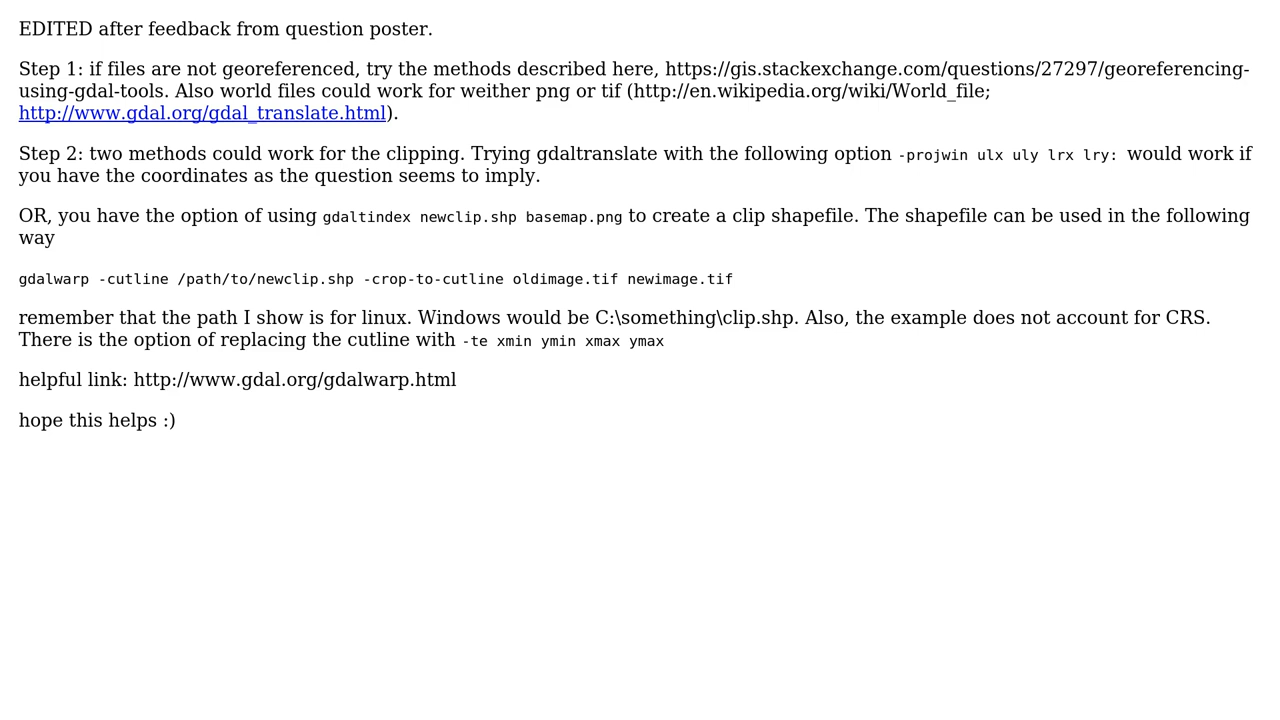 EDITED after feedback from question poster.
Step 1: if files are not georeferenced, try the methods described here, https://gis.stackexchange.com/questions/27297/georeferencing-
using-gdal-tools. Also world files could work for weither png or tif (http://en.wikipedia.org/wiki/World_file;
http://www.gdal.org/gdal_translate.html).
Step 2: two methods could work for the clipping. Trying gdaltranslate with the following option -projwin ulx uly lrx lry: would work if
you have the coordinates as the question seems to imply.
OR, you have the option of using gdaltindex newclip.shp basemap.png to create a clip shapefile. The shapefile can be used in the following
way
gdalwarp -cutline /path/to/newclip.shp -crop-to-cutline oldimage.tif newimage.tif
remember that the path I show is for linux. Windows would be C:\something\clip.shp. Also, the example does not account for CRS.
There is the option of replacing the cutline with -te xmin ymin xmax ymax
helpful link: http://www.gdal.org/gdalwarp.html
hope this helps :)